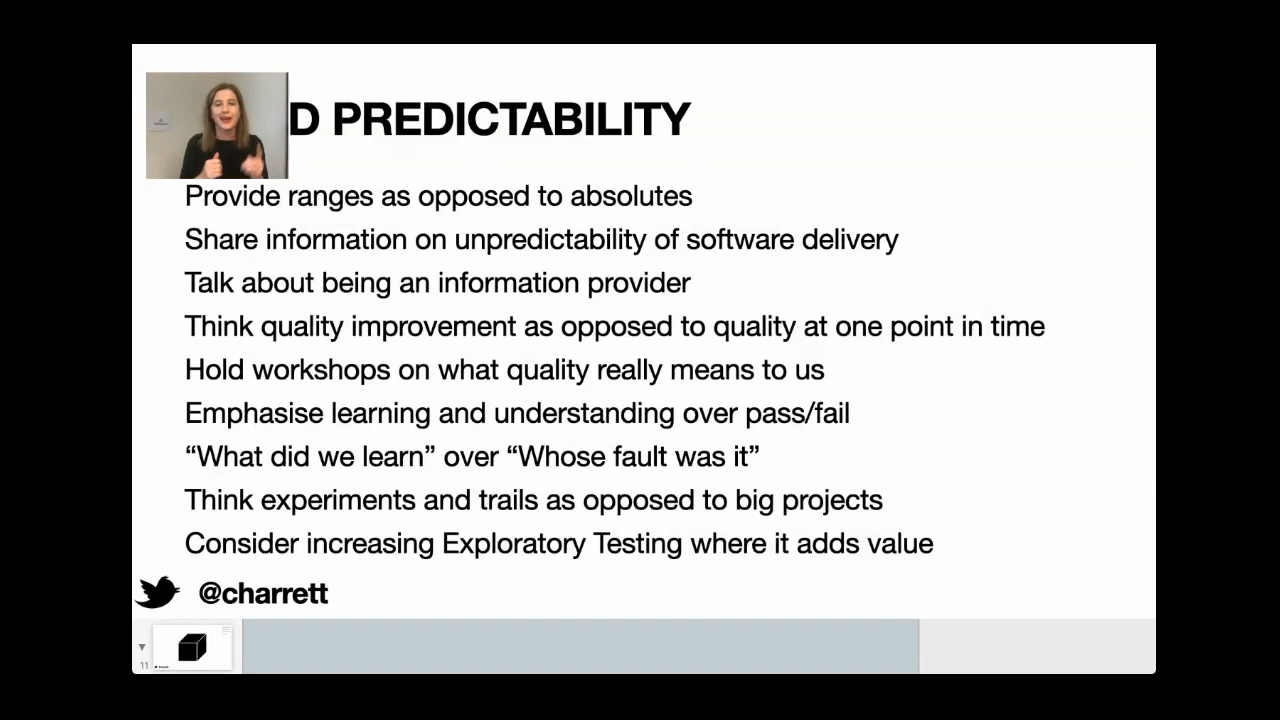 D PREDICTABILITY
Provide ranges as opposed to absolutes
Share information on unpredictability of software delivery
Talk about being an information provider
Think quality improvement as opposed to quality at one point in time
Hold workshops on what quality really means to us
Emphasise learning and understanding over pass/fail
“What did we learn” over “Whose fault was it”
Think experiments and trails as opposed to big projects
Consider increasing Exploratory Testing where it adds value
@charrett
11